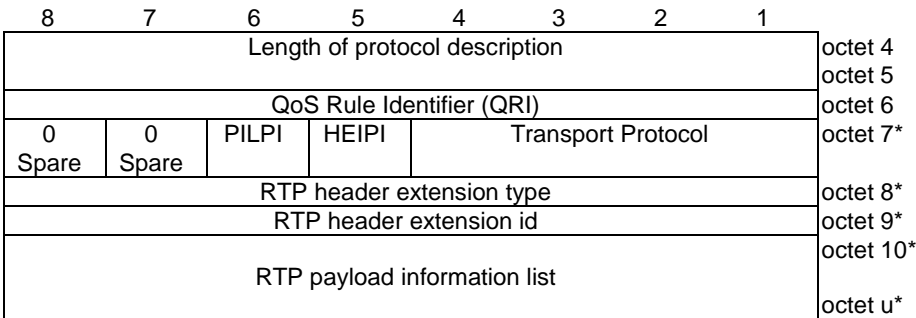 8 7 6 5 4 3 2 1
Length of protocol description octet 4
octet 5
QoS Rule Identifier (QRI) octet 6
0 0 PILPI HEIPI Transport Protocol octet 7*
Spare Spare
RTP header extension type octet 8*
RTP header extension id octet 9*
octet 10*
RTP payload information list
octet u*